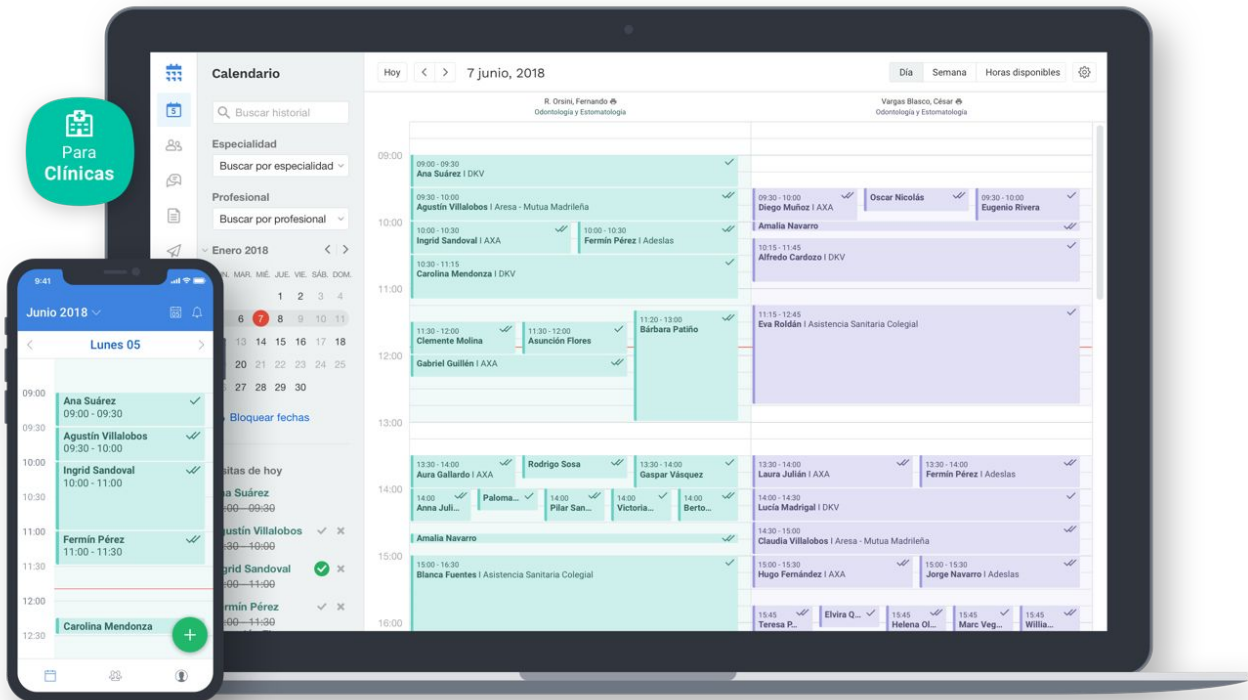 Para
Clínicas
Calendario
Buscar historial
Especialidad
Buscar por especialidad
Profesional
Buscar por profesional
Enero 2018
MAR. MIÉ. JUE. VIE. SÁB. DOM.
1 2 3 4
6 7 8 9 10 11
13 14 15 16 17 18
20 21 22 23 24 25
27 28 29 30
Bloquear fechas
Hoy
7 junio, 2018
Día
Semana
Horas disponibles
R. Orsini, Fernando
Odontología y Estomatología
Vargas Blasco, César
Odontología y Estomatología
09:00
10:00
11:00
12:00
13:00
14:00
15:00
16:00
09:00 - 09:30
Ana Suárez | DKV
09:30 - 10:00
Agustín Villalobos | Aresa - Mutua Madrileña
10:00 - 10:30
Ingrid Sandoval | AXA
10:00 - 10:30
Fermín Pérez | Adeslas
10:30 - 11:15
Carolina Mendonza | DKV
11:30 - 12:00
Clemente Molina
11:30 - 12:00
Asunción Flores
11:20 - 13:00
Bárbara Patiño
Gabriel Guillén | AXA
13:30 - 14:00
Aura Gallardo | AXA
Rodrigo Sosa
13:30 - 14:00
Gaspar Vásquez
14:00
Anna Juli...
Paloma...
14:00
Pilar San...
14:00
Victoria...
14:00
Berto...
Amalia Navarro
15:00 - 16:30
Blanca Fuentes | Asistencia Sanitaria Colegial
09:30 - 10:00
Diego Muñoz | AXA
Oscar Nicolás
09:30 - 10:00
Eugenio Rivera
Amalia Navarro
10:15 - 11:45
Alfredo Cardozo | DKV
11:15 - 12:45
Eva Roldán | Asistencia Sanitaria Colegial
13:30 - 14:00
Laura Julián | AXA
13:30 - 14:00
Fermín Pérez | Adeslas
14:00 - 14:30
Lucía Madrigal | DKV
14:30 - 15:00
Claudia Villalobos | Aresa - Mutua Madrileña
15:00 - 15:30
Hugo Fernández | AXA
15:00 - 15:30
Jorge Navarro | Adeslas
15:45
Teresa P...
Elvira Q...
15:45
Helena Ol...
15:45
Marc Veg...
15:45
Willia...
9:41
Junio 2018
Lunes 05
09:00
09:30
10:00
10:30
11:00
11:30
12:00
12:30
Ana Suárez
09:00 - 09:30
Agustín Villalobos
09:30 - 10:00
Ingrid Sandoval
10:00 - 11:00
Fermín Pérez
11:00 - 11:30
Carolina Mendonza
de hoy
Suárez
09:30
Villalobos
10:00
Sandoval
11:00
Pérez
11:30